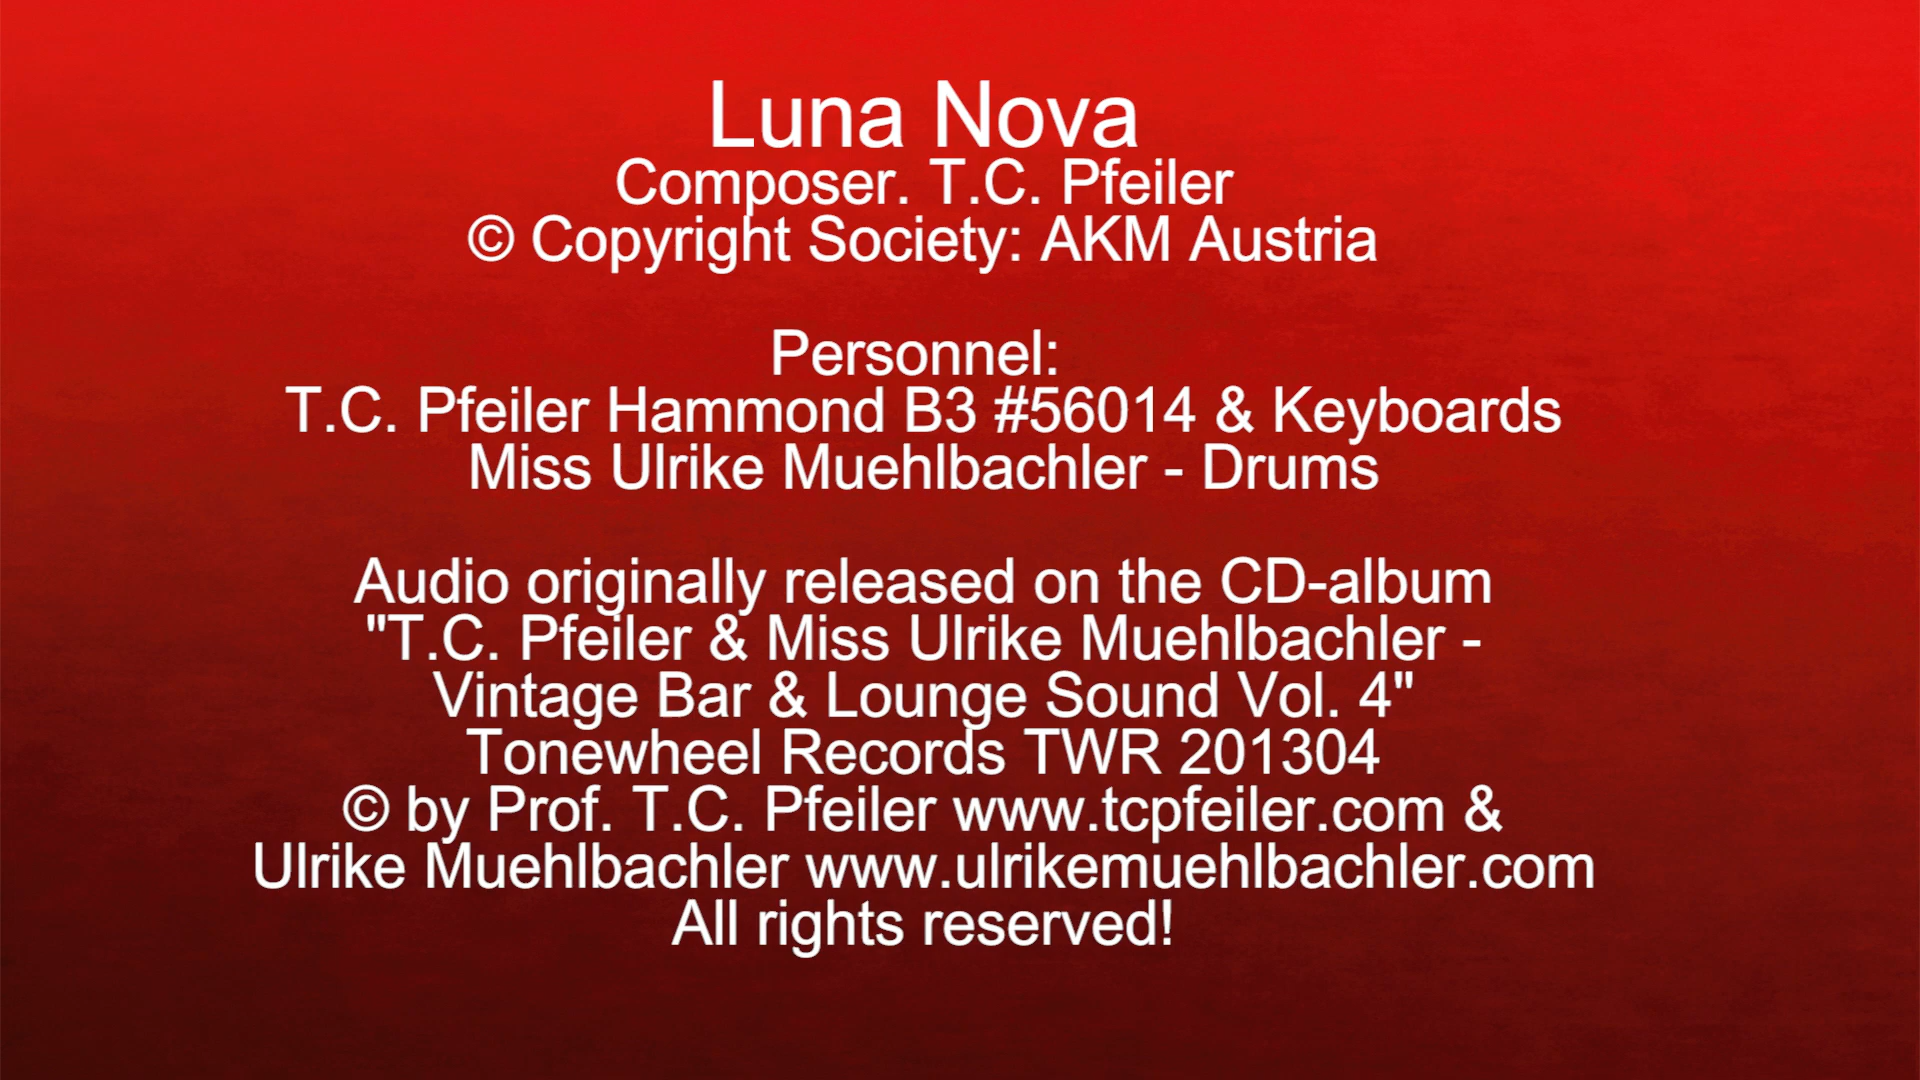 Luna Nova
Composer. T.C. Pfeiler
© Copyright Society: AKM Austria
Personnel:
T.C. Pfeiler Hammond B3 #56014 & Keyboards
Miss Ulrike Muehlbachler - Drums
Audio originally released on the CD-album
"T.C. Pfeiler & Miss Ulrike Muehlbachler -
Vintage Bar & Lounge Sound Vol. 4"
Tonewheel Records TWR 201304
© by Prof. T.C. Pfeiler www.tcpfeiler.com &
Ulrike Muehlbachler www.ulrikemuehlbachler.com
All rights reserved!